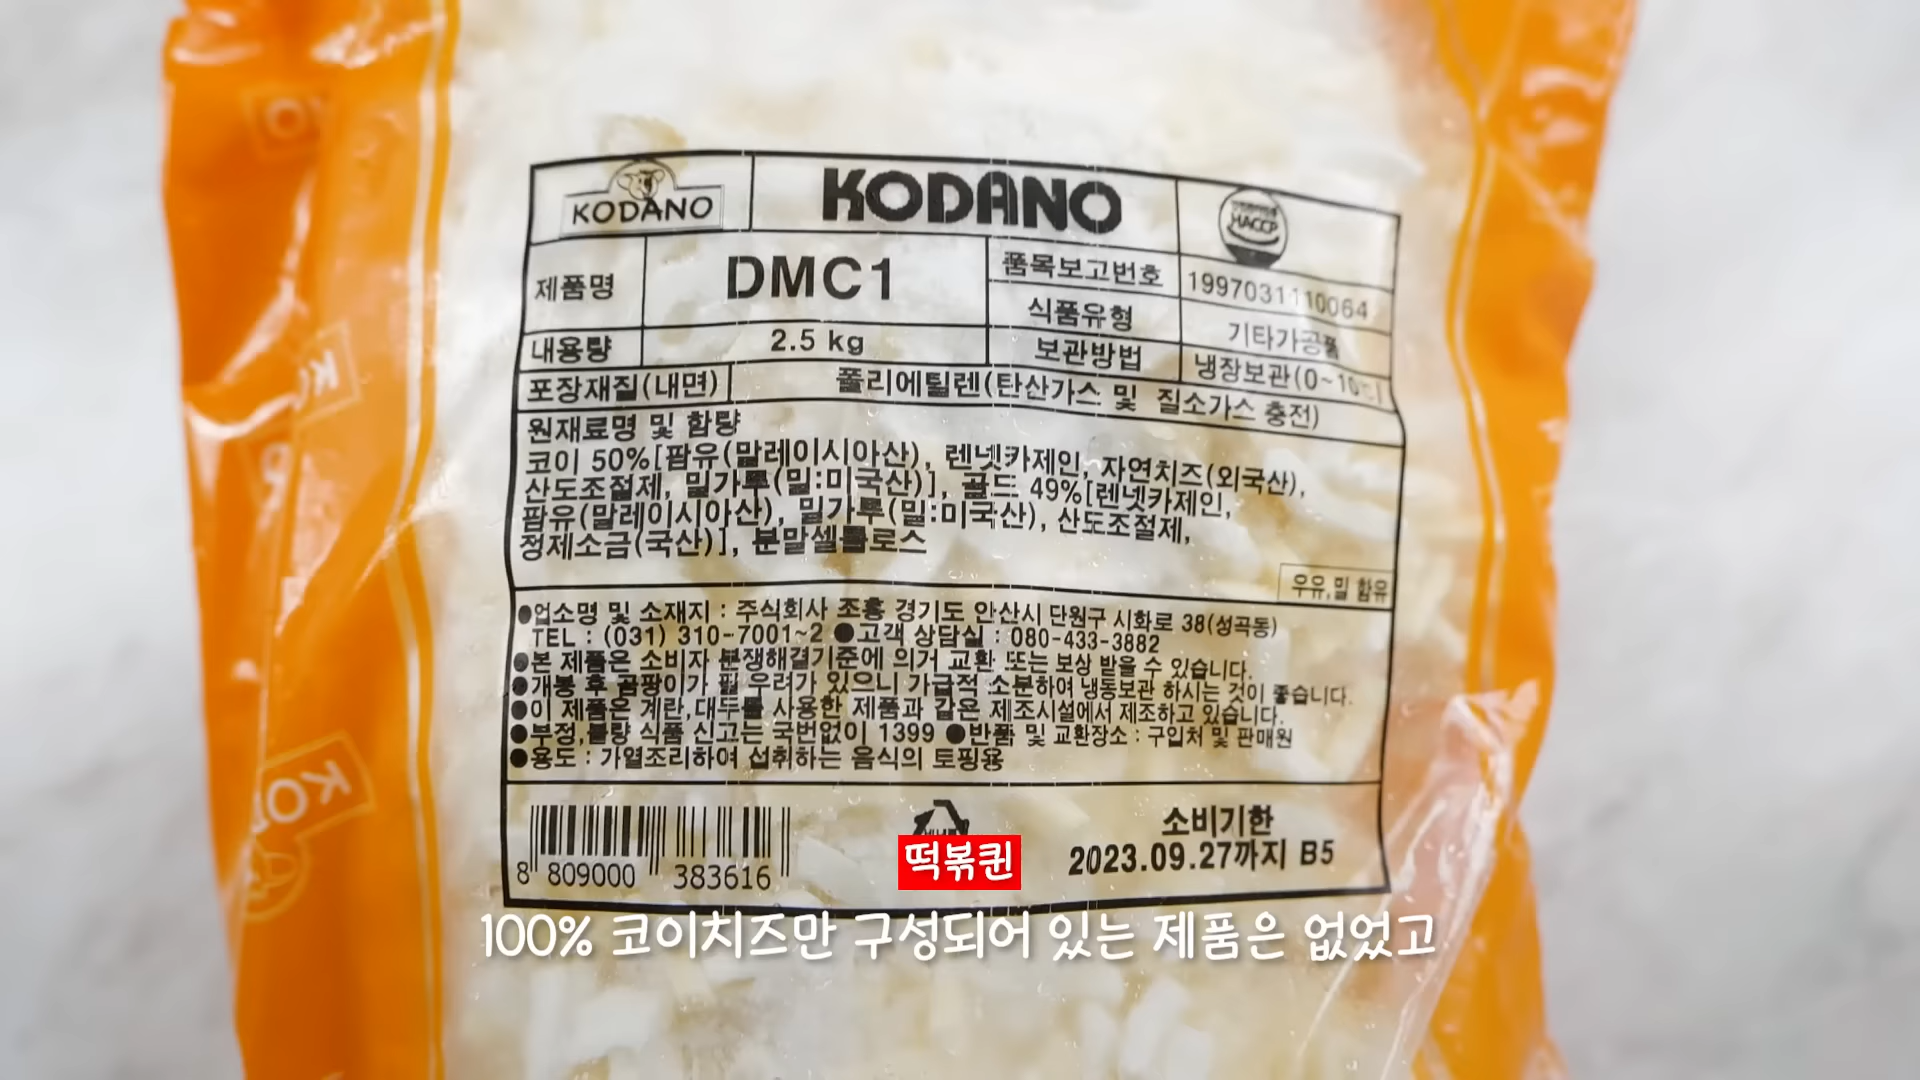 KODANO
KODANO
HACCP
제품명
DMC1
품목보고번호
1997031110064
식품유형
기타가공품
내용량
2.5 kg
보관방법
냉장보관(0~10℃)
포장재질(내면)
폴리에틸렌(탄산가스 및 질소가스 충전)
원재료명 및 함량
코이 50%[팜유(말레이시아산), 렌넷카제인, 자연치즈(외국산),
산도조절제, 밀가루(밀:미국산)], 골드 49%[렌넷카제인,
팜유(말레이시아산), 밀가루(밀:미국산), 산도조절제,
정제소금(국산)], 분말셀룰로스
우유,밀 함유
●업소명 및 소재지 : 주식회사 조흥 경기도 안산시 단원구 시화로 38(성곡동)
TEL : (031) 310-7001~2 ●고객 상담실 : 080-433-3882
●본 제품은 소비자 분쟁해결기준에 의거 교환 또는 보상 받을 수 있습니다.
●개봉 후 곰팡이가 필 우려가 있으니 가급적 소분하여 냉동보관 하시는 것이 좋습니다.
●이 제품은 계란,대두를 사용한 제품과 같은 제조시설에서 제조하고 있습니다.
●부정,불량 식품 신고는 국번없이 1399 ●반품 및 교환장소 : 구입처 및 판매원
●용도 : 가열조리하여 섭취하는 음식의 토핑용
8 809000 383616
소비기한
2023.09.27까지 B5
떡볶퀸
100% 코이치즈만 구성되어 있는 제품은 없었고